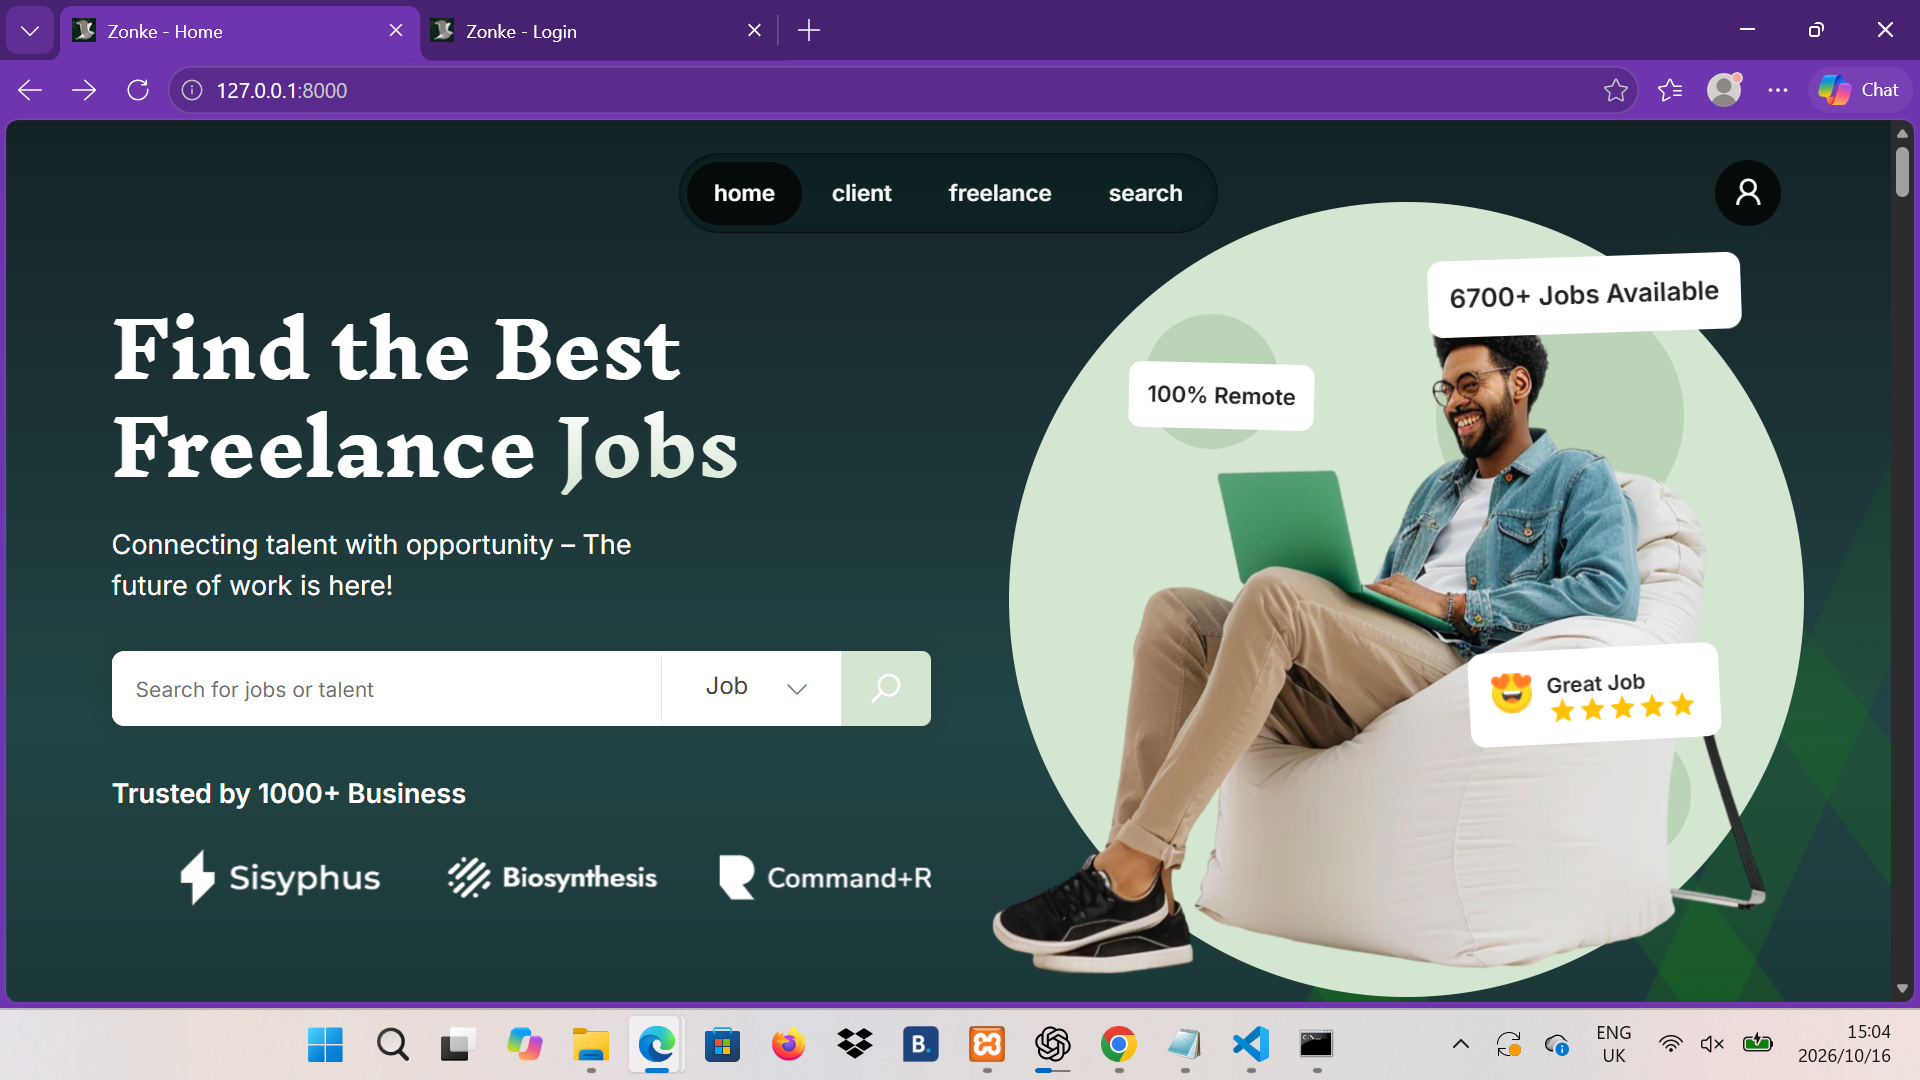 Zonke - Home
Zonke - Login
127.0.0.1:8000
Chat
home
client
freelance
search
6700+ Jobs Available
100% Remote
Find the Best
Freelance Jobs
Connecting talent with opportunity – The
future of work is here!
Search for jobs or talent
Job
Great Job
Trusted by 1000+ Business
Sisyphus
Biosynthesis
Command+R
B.
ENG
UK
15:04
2026/10/16